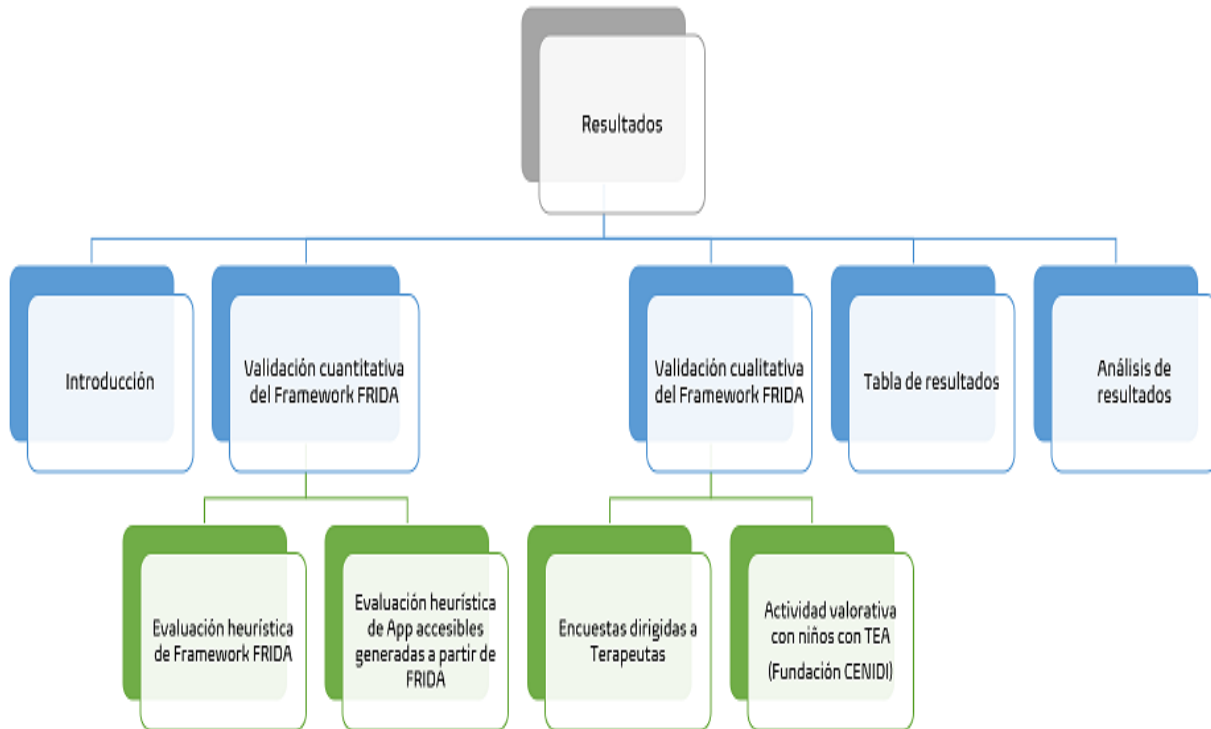 Resultados
Introducción
Validación cuantitativa
del Framework FRIDA
Validación cualitativa
del Framework FRIDA
Tabla de resultados
Análisis de
resultados
Evaluación heurística
de Framework FRIDA
Evaluación heurística
de App accesibles
generadas a partir de
FRIDA
Encuestas dirigidas a
Terapeutas
Actividad valorativa
con niños con TEA
(Fundación CENIDI)